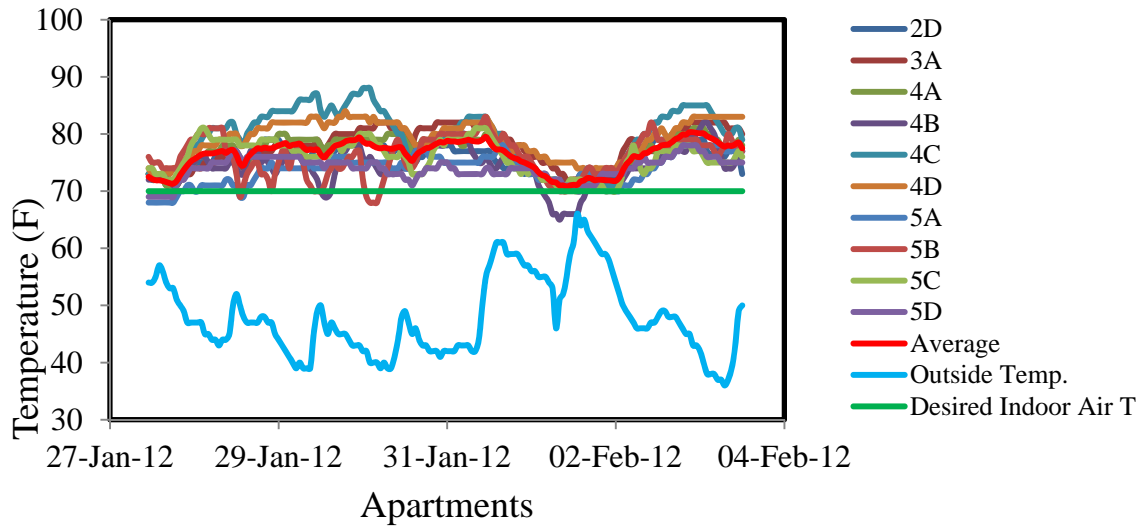 Temperature (F)
100
90
80
70
60
50
40
30
27-Jan-12 29-Jan-12 31-Jan-12 02-Feb-12 04-Feb-12
Apartments
2D
3A
4A
4B
4C
4D
5A
5B
5C
5D
Average
Outside Temp.
Desired Indoor Air T